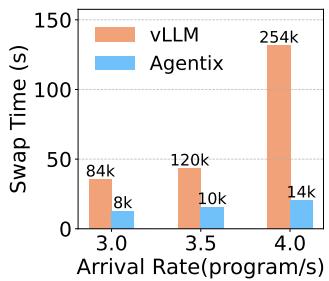 Swap Time (s)
150
100
50
0
vLLM
Agentix
84k
8k
120k
10k
254k
14k
3.0
3.5
4.0
Arrival Rate(program/s)